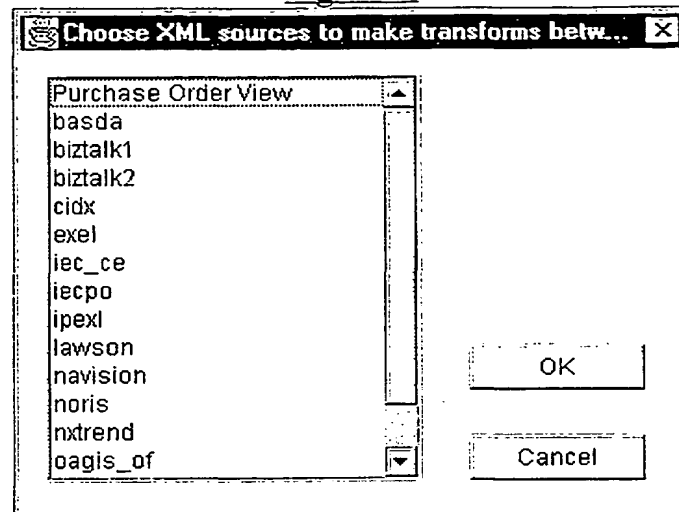 Choose XML sources to make transforms betw...
Purchase Order View
basda
biztalk1
biztalk2
cidx
exel
iec_ce
iecpo
ipexl
lawson
navision
noris
nxtrend
oagis_of
OK
Cancel